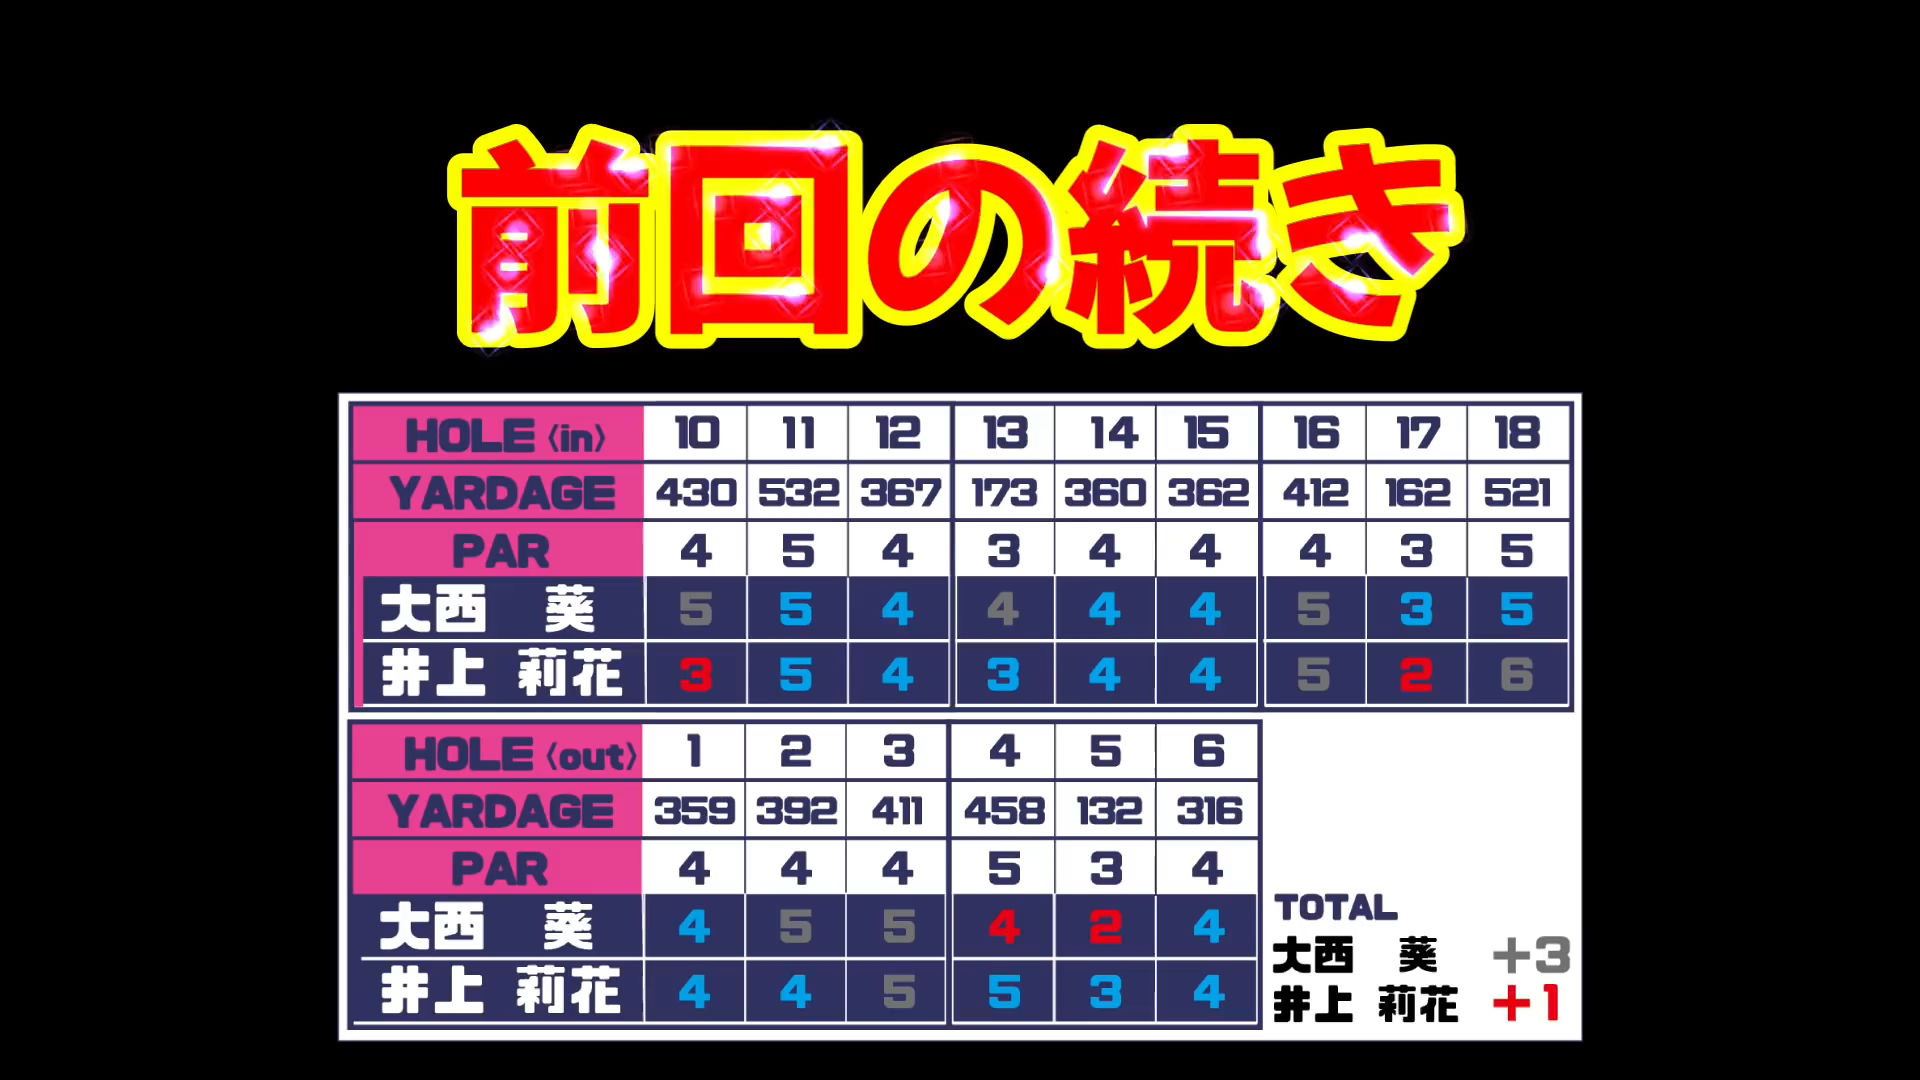 前回の続き
HOLE〈in〉 10 11 12 13 14 15 16 17 18
YARDAGE 430 532 367 173 360 362 412 162 521
PAR 4 5 4 3 4 4 4 3 5
大西 葵 5 5 4 4 4 4 5 3 5
井上 莉花 3 5 4 3 4 4 5 2 6
HOLE〈out〉 1 2 3 4 5 6
YARDAGE 359 392 411 458 132 316
PAR 4 4 4 5 3 4
大西 葵 4 5 5 4 2 4
井上 莉花 4 4 5 5 3 4
TOTAL
大西 葵 +3
井上 莉花 +1